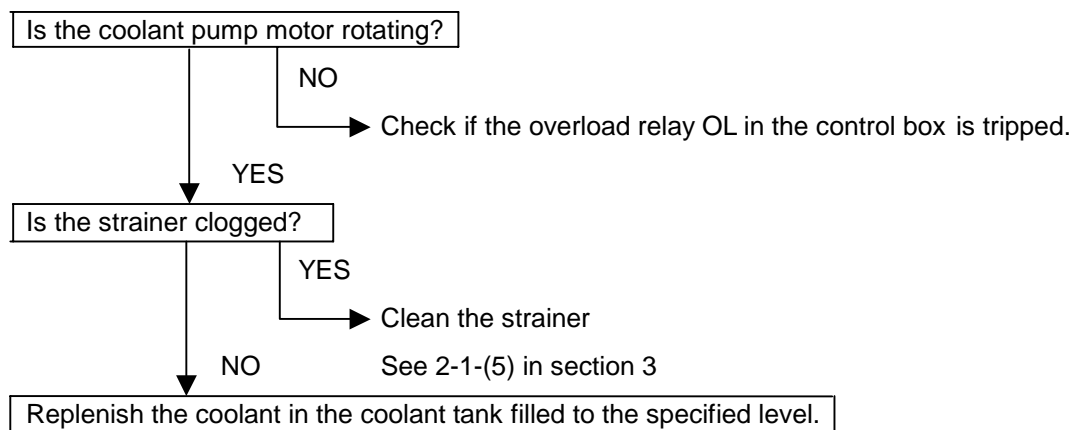 Is the coolant pump motor rotating?
NO
Check if the overload relay OL in the control box is tripped.
YES
Is the strainer clogged?
YES
Clean the strainer
NO
See 2-1-(5) in section 3
Replenish the coolant in the coolant tank filled to the specified level.